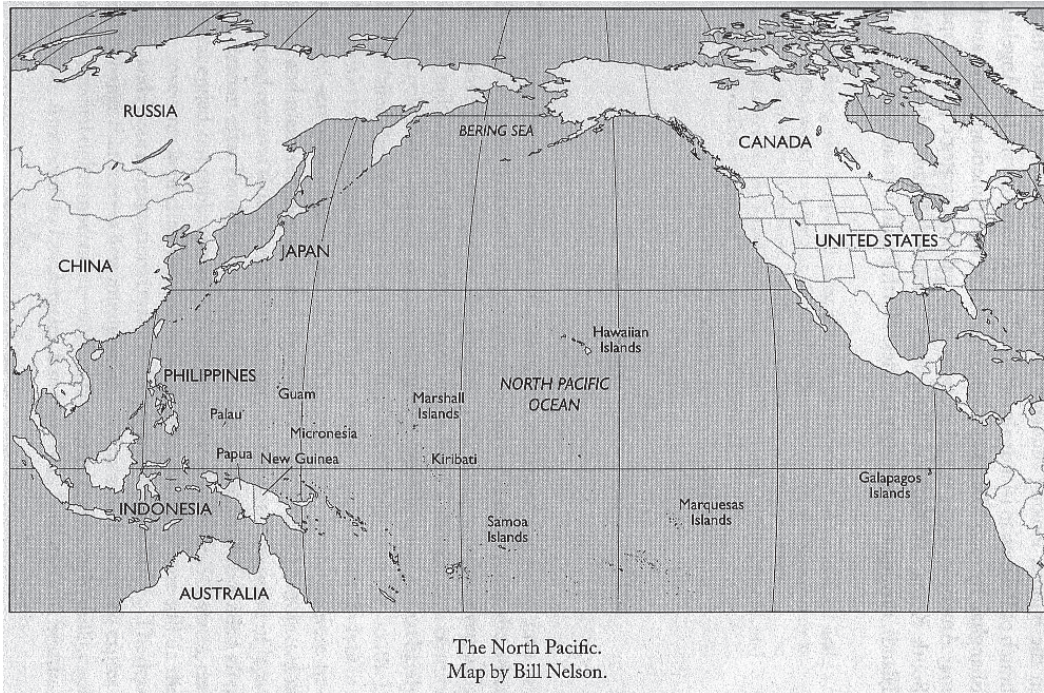 RUSSIA
BERING SEA
CANADA
UNITED STATES
JAPAN
CHINA
Hawaiian
Islands
PHILIPPINES
NORTH PACIFIC
OCEAN
Guam
Marshall
Islands
Palau
Micronesia
Papua
New Guinea
Kiribati
Galapagos
Islands
INDONESIA
Marquesas
Islands
Samoa
Islands
AUSTRALIA
The North Pacific.
Map by Bill Nelson.